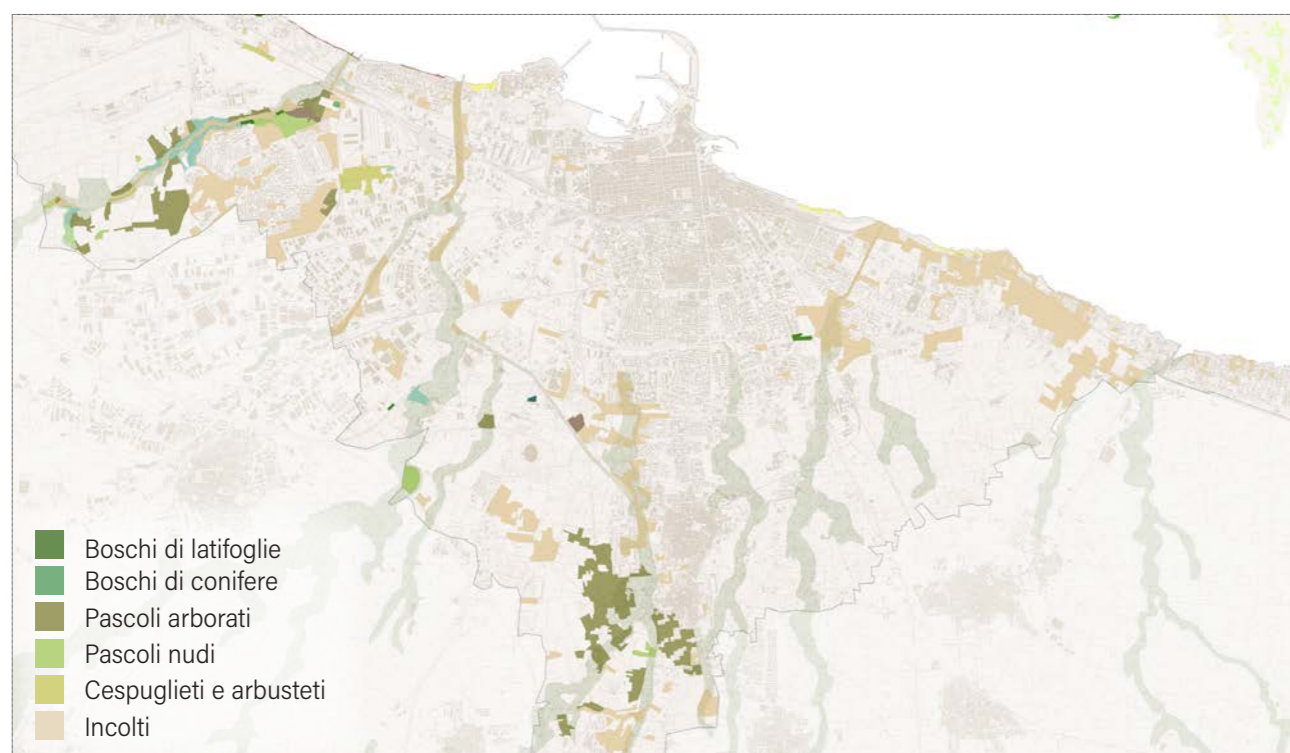 Boschi di latifoglie
Boschi di conifere
Pascoli arborati
Pascoli nudi
Cespuglieti e arbusteti
Incolti